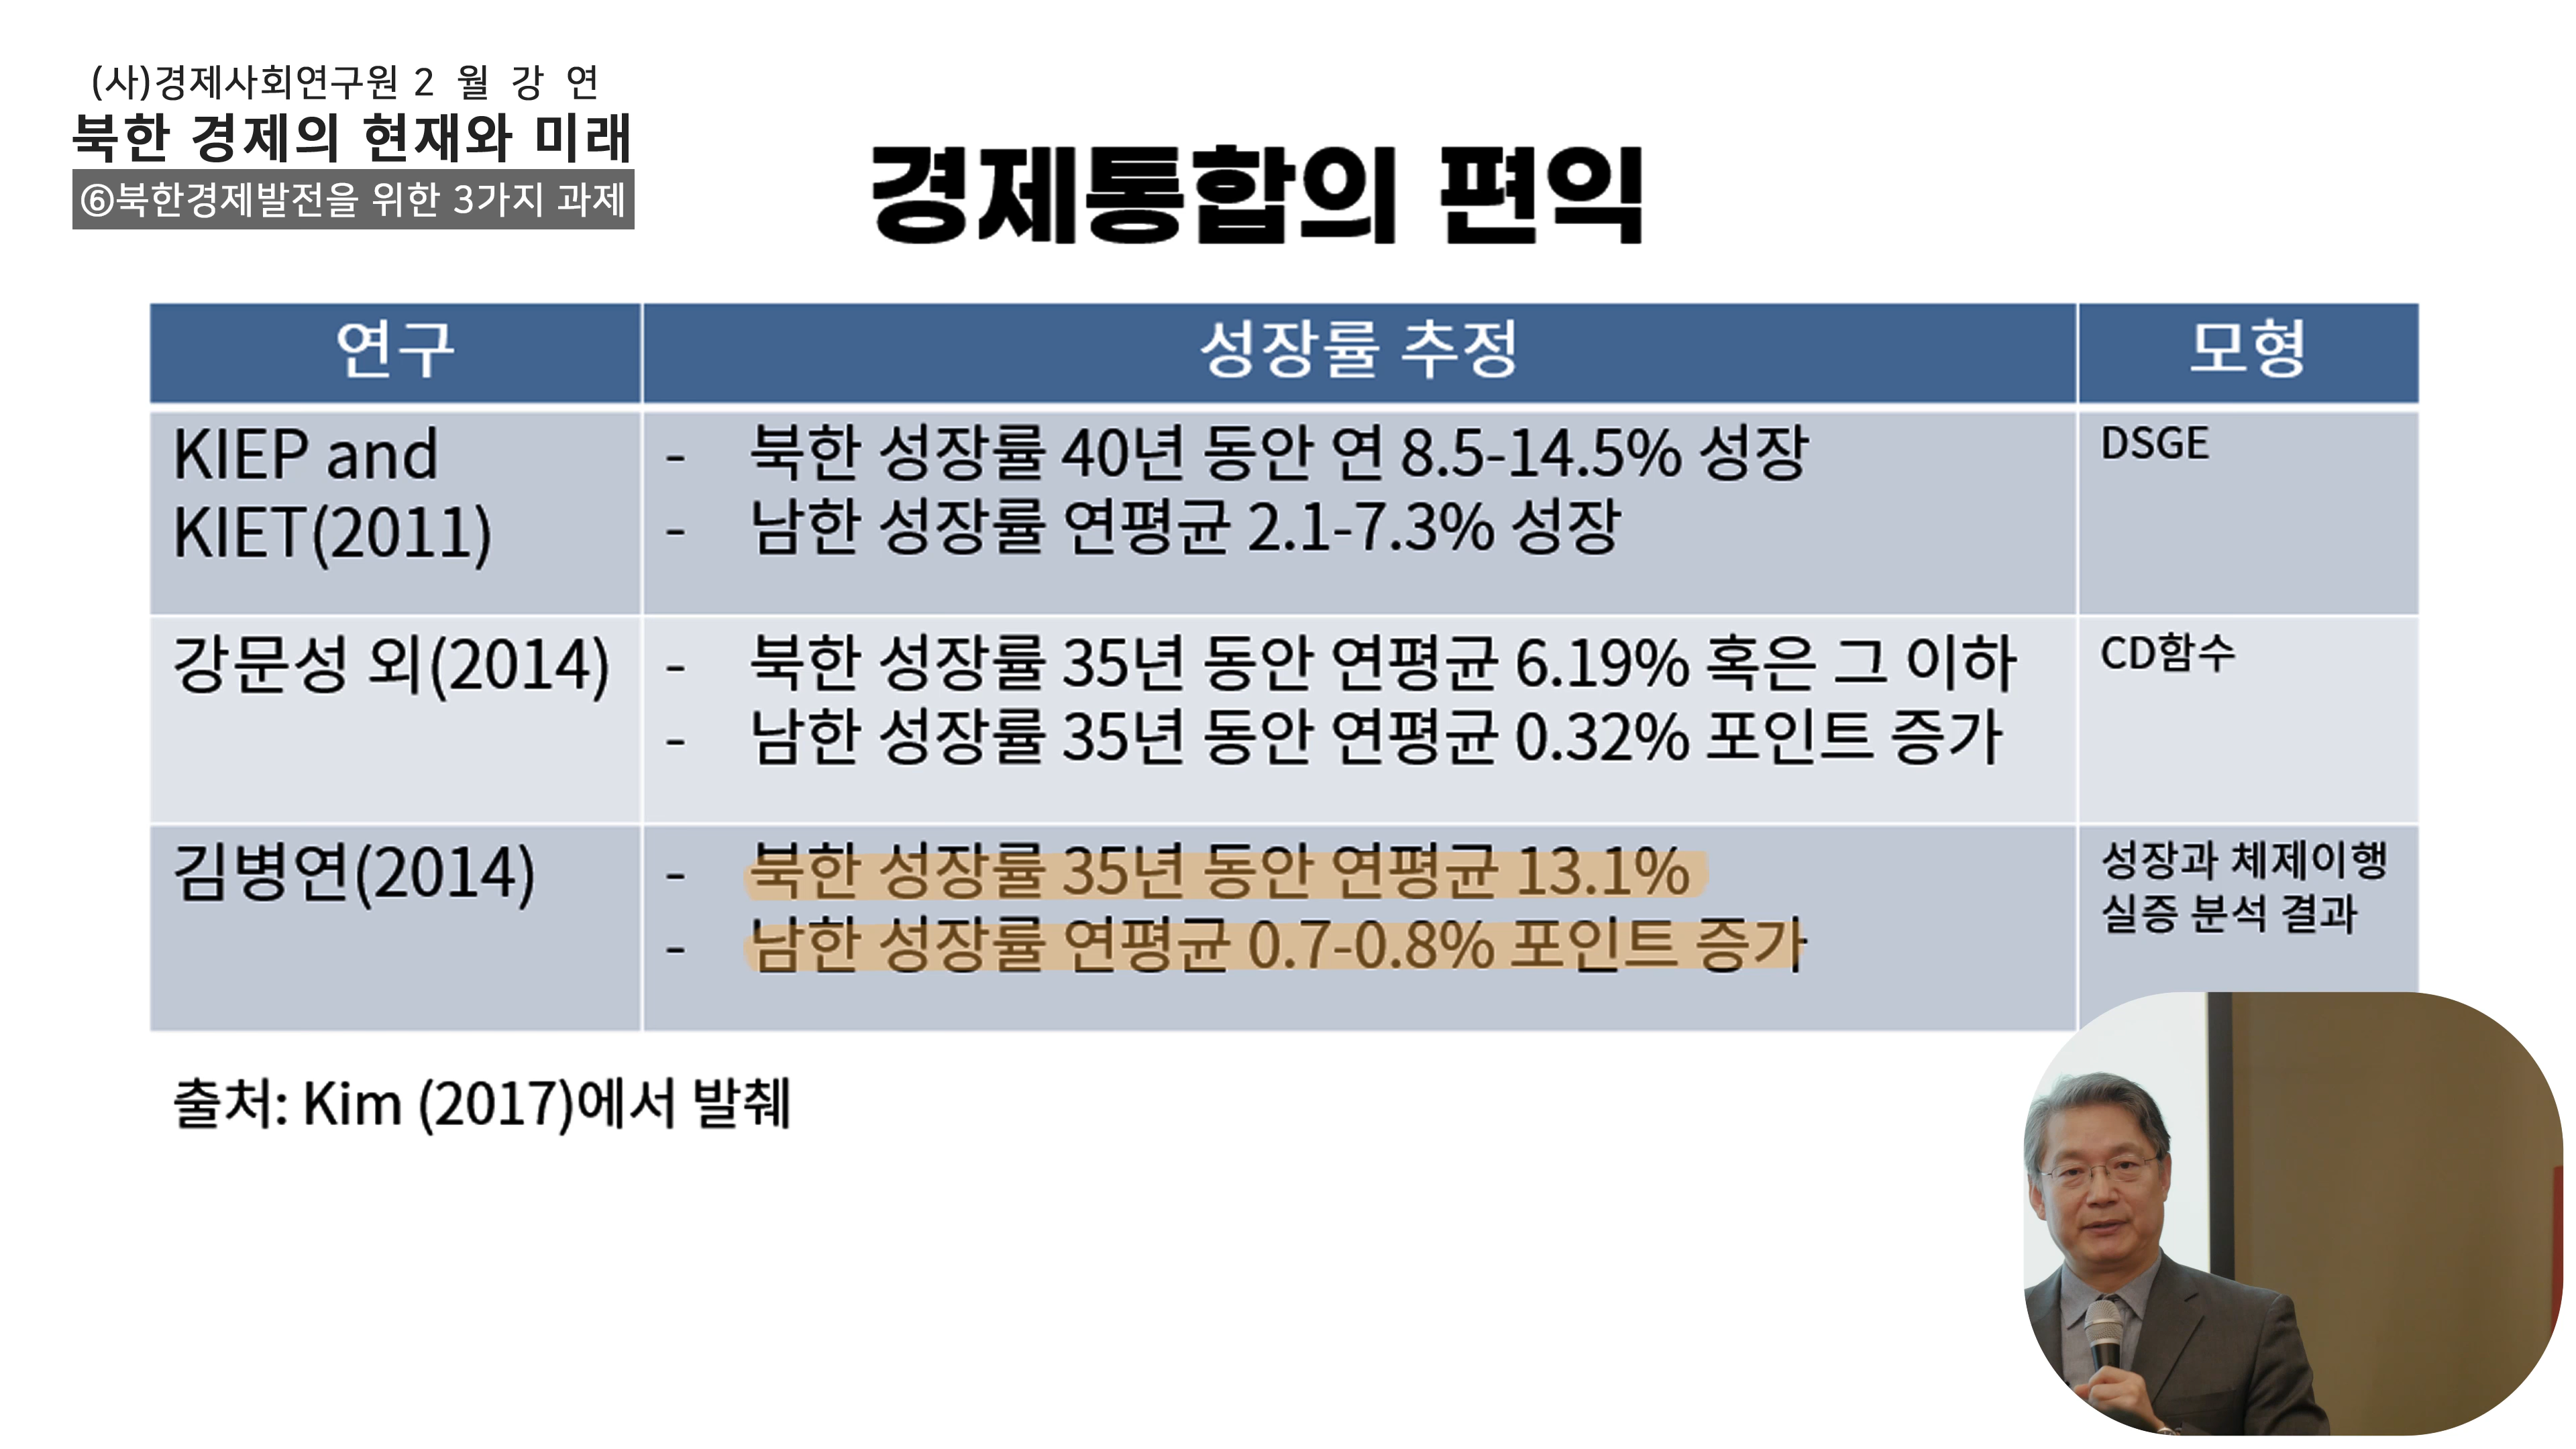 (사)경제사회연구원 2 월 강 연
북한 경제의 현재와 미래
⑥북한경제발전을 위한 3가지 과제
경제통합의 편익
연구 성장률 추정 모형
KIEP and
KIET(2011)
- 북한 성장률 40년 동안 연 8.5-14.5% 성장
- 남한 성장률 연평균 2.1-7.3% 성장
DSGE
강문성 외(2014)
- 북한 성장률 35년 동안 연평균 6.19% 혹은 그 이하
- 남한 성장률 35년 동안 연평균 0.32% 포인트 증가
CD함수
김병연(2014)
- 북한 성장률 35년 동안 연평균 13.1%
- 남한 성장률 연평균 0.7-0.8% 포인트 증가
성장과 체제이행
실증 분석 결과
출처: Kim (2017)에서 발췌